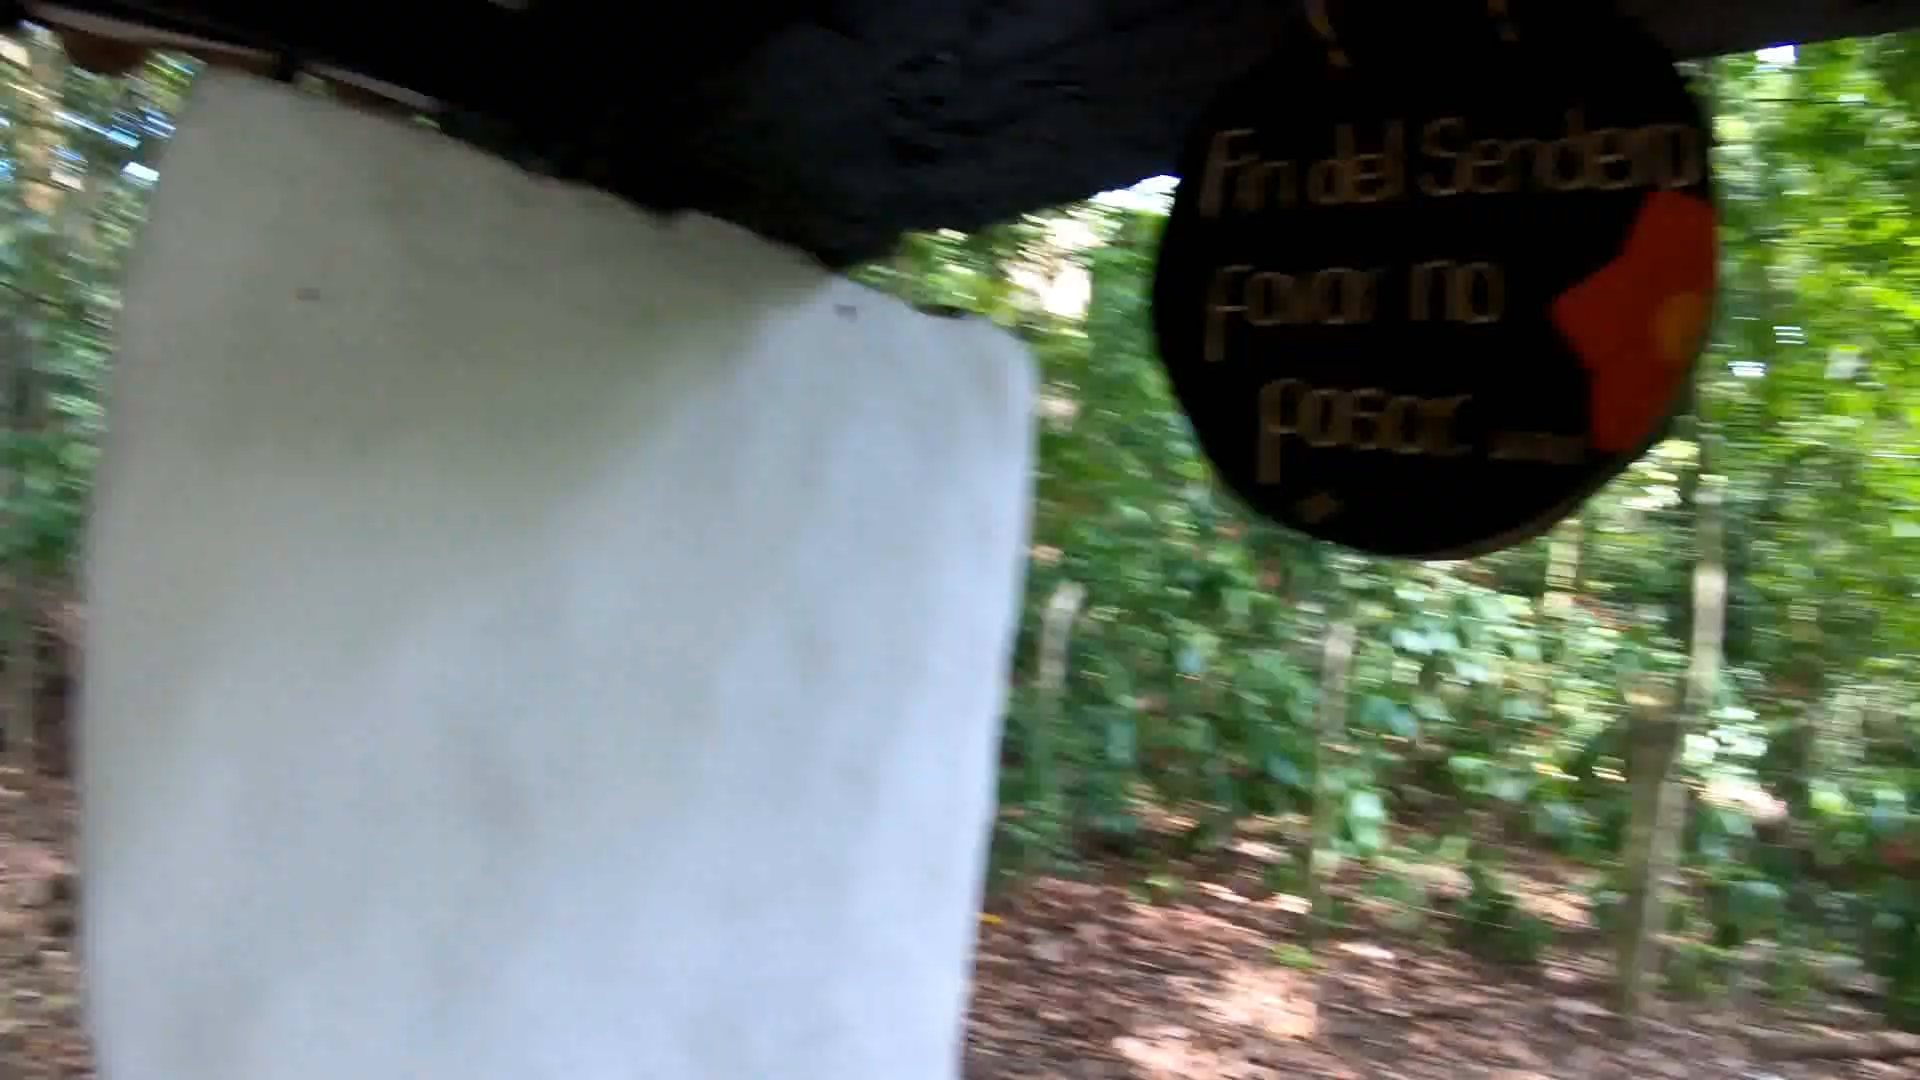 Fin del Sendero
favor no
Pasar